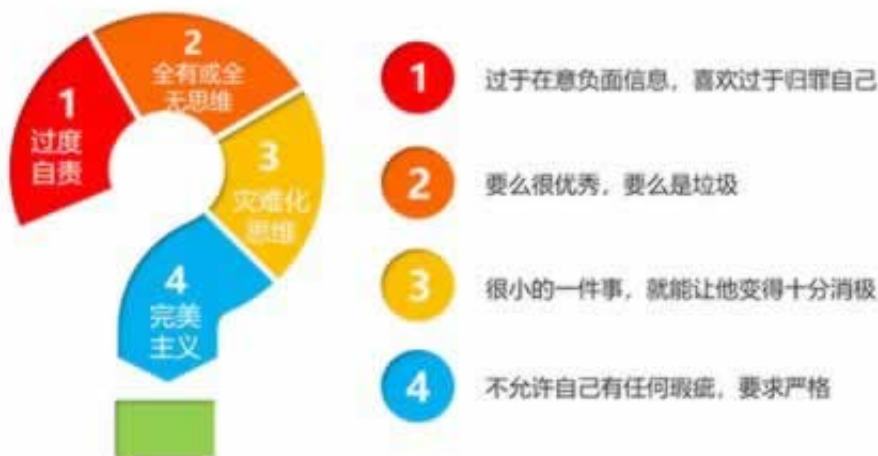 1
过度
自责
2
全有或全
无思维
3
灾难化
思维
4
完美
主义
1 过于在意负面信息，喜欢过于归罪自己
2 要么很优秀，要么是垃圾
3 很小的一件事，就能让他变得十分消极
4 不允许自己有任何瑕疵，要求严格